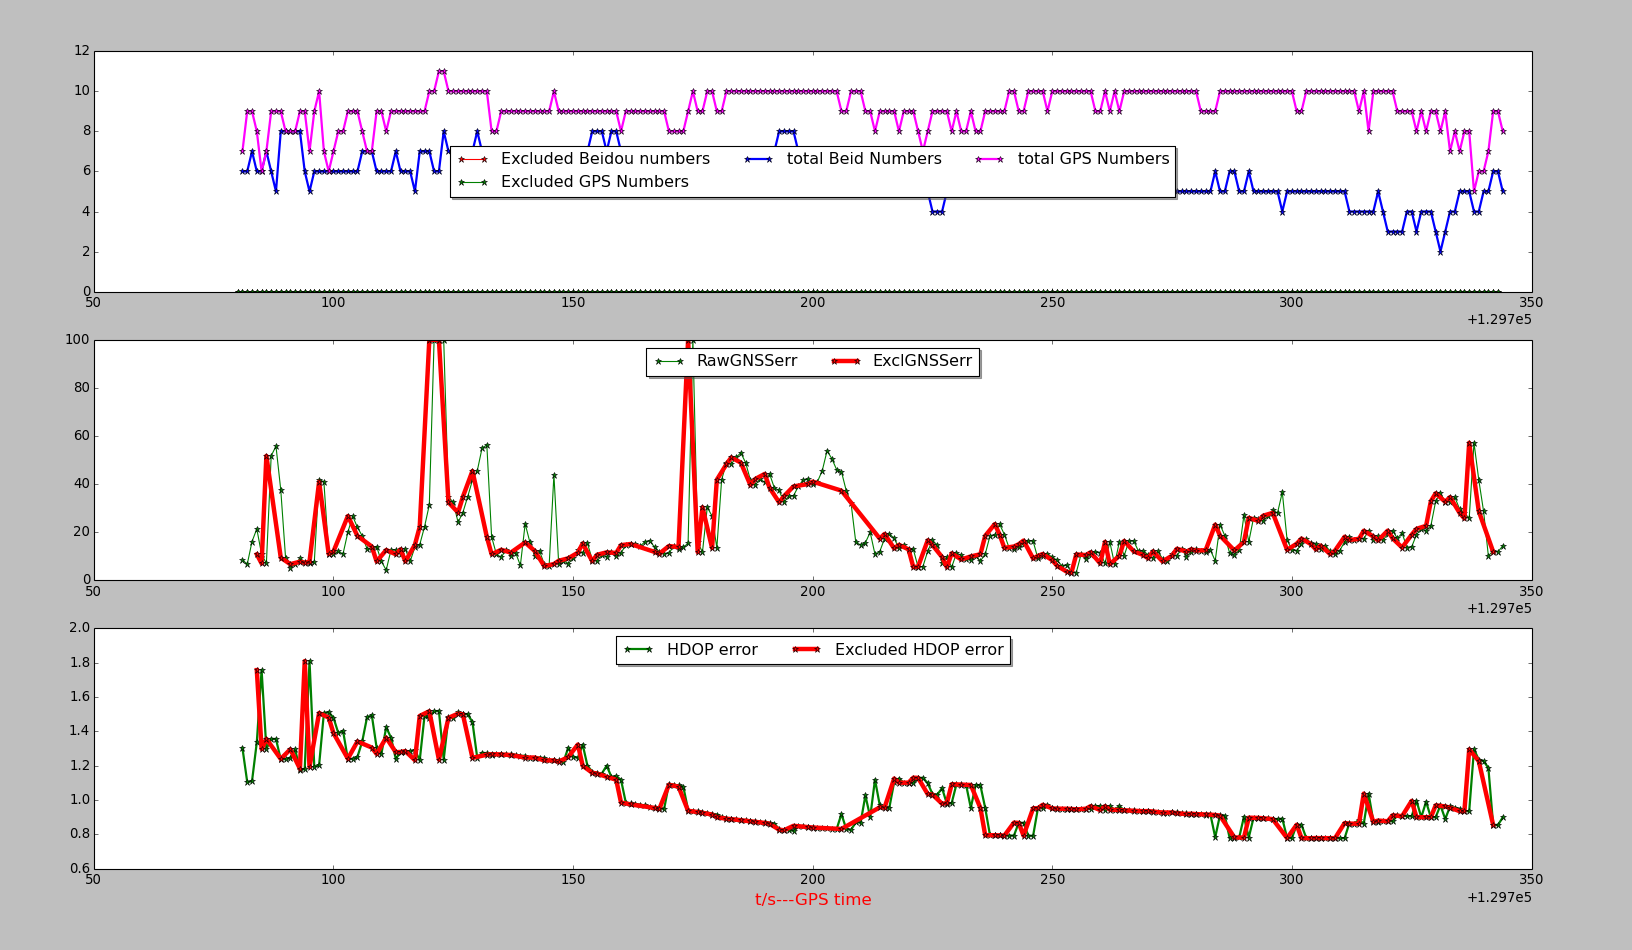 12
10
8
6
4
2
0
Excluded Beidou numbers total Beid Numbers total GPS Numbers
Excluded GPS Numbers
50 100 150 200 250 300 350
+1.297e5
100
80
60
40
20
0
RawGNSSerr ExclGNSSerr
50 100 150 200 250 300 350
+1.297e5
2.0
1.8
1.6
1.4
1.2
1.0
0.8
0.6
HDOP error Excluded HDOP error
50 100 150 200 250 300 350
+1.297e5
t/s---GPS time